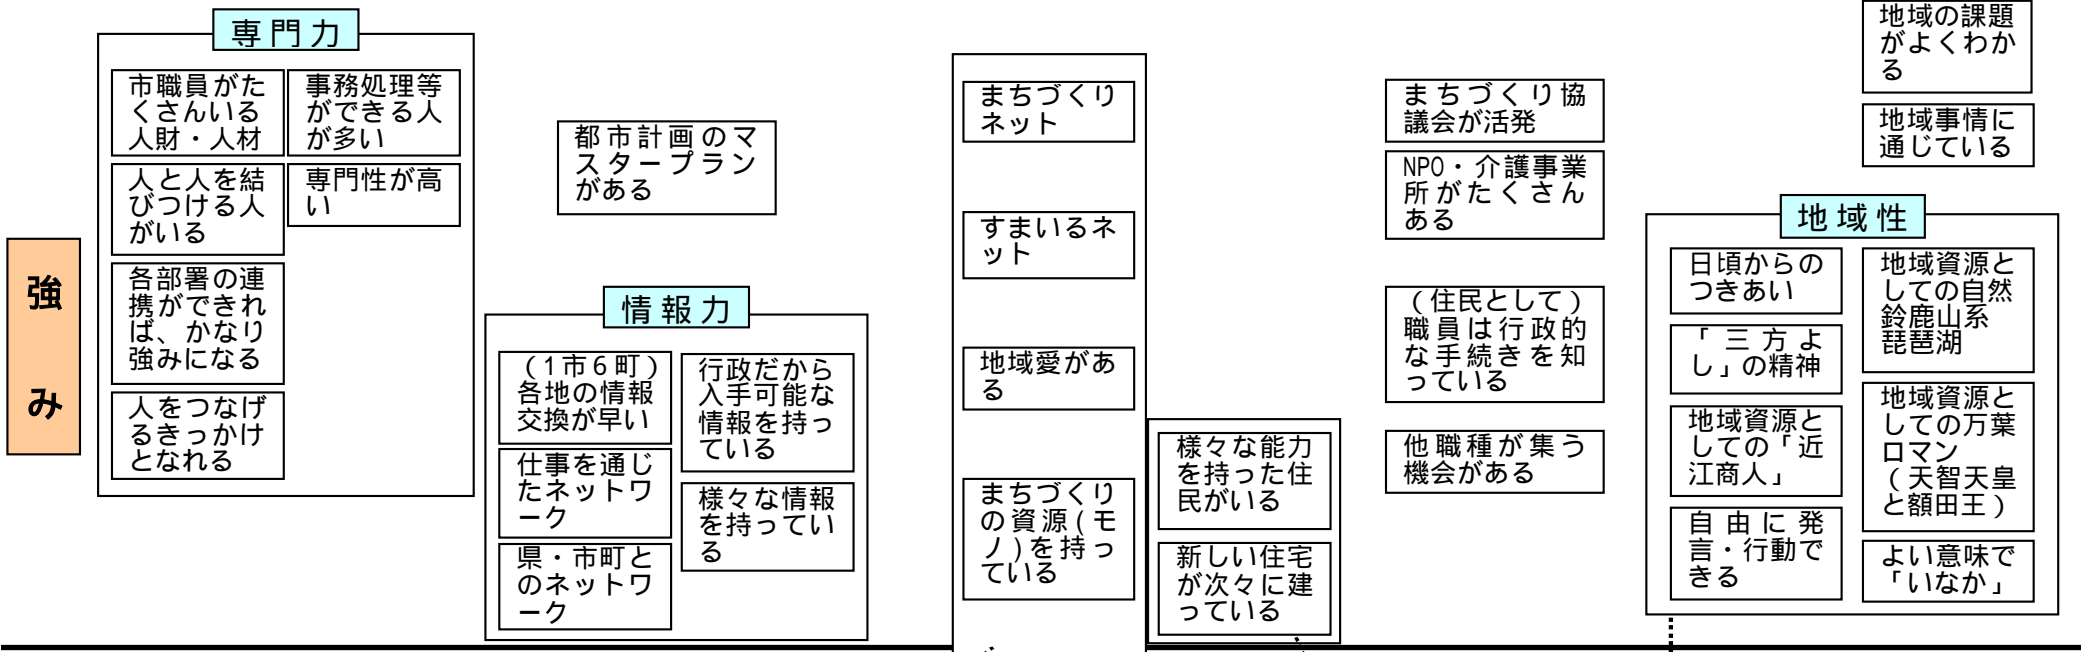 強
み
専門力
市職員がた
くさんいる
人財・人材
事務処理等
ができる人
が多い
人と人を結
びつける人
がいる
専門性が高
い
各部署の連
携ができれ
ば、かなり
強みになる
人をつなげ
るきっかけ
となれる
都市計画のマ
スタープラン
がある
情報力
(1市6町)
各地の情報
交換が早い
行政だから
入手可能な
情報を持っ
ている
仕事を通じ
たネットワ
ーク
様々な情報
を持ってい
る
県・市町と
のネットワ
ーク
まちづくり
ネット
すまいるネ
ット
地域愛があ
る
まちづくり
の資源(モ
ノ)を持っ
ている
様々な能力
を持った住
民がいる
新しい住宅
が次々に建
っている
まちづくり協
議会が活発
NPO・介護事業
所がたくさん
ある
(住民として)
職員は行政的
な手続きを知
っている
他職種が集う
機会がある
地域の課題
がよくわか
る
地域事情に
通じている
地域性
日頃からの
つきあい
「三方よ
し」の精神
地域資源と
しての「近
江商人」
自由に発
言・行動で
きる
地域資源と
しての自然
鈴鹿山系
琵琶湖
地域資源と
しての万葉
ロマン
(天智天皇
と額田王)
よい意味で
「いなか」